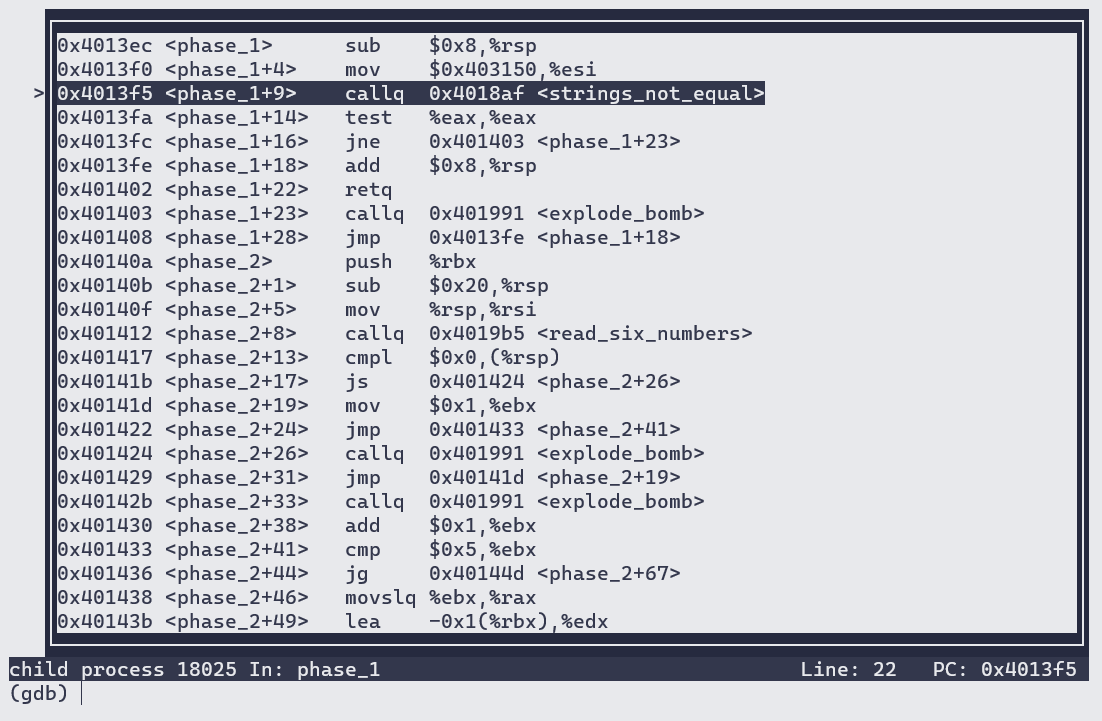 0x4013ec <phase_1>      sub    $0x8,%rsp
0x4013f0 <phase_1+4>    mov    $0x403150,%esi
>0x4013f5 <phase_1+9>    callq  0x4018af <strings_not_equal>
0x4013fa <phase_1+14>   test   %eax,%eax
0x4013fc <phase_1+16>   jne    0x401403 <phase_1+23>
0x4013fe <phase_1+18>   add    $0x8,%rsp
0x401402 <phase_1+22>   retq
0x401403 <phase_1+23>   callq  0x401991 <explode_bomb>
0x401408 <phase_1+28>   jmp    0x4013fe <phase_1+18>
0x40140a <phase_2>      push   %rbx
0x40140b <phase_2+1>    sub    $0x20,%rsp
0x40140f <phase_2+5>    mov    %rsp,%rsi
0x401412 <phase_2+8>    callq  0x4019b5 <read_six_numbers>
0x401417 <phase_2+13>   cmpl   $0x0,(%rsp)
0x40141b <phase_2+17>   js     0x401424 <phase_2+26>
0x40141d <phase_2+19>   mov    $0x1,%ebx
0x401422 <phase_2+24>   jmp    0x401433 <phase_2+41>
0x401424 <phase_2+26>   callq  0x401991 <explode_bomb>
0x401429 <phase_2+31>   jmp    0x40141d <phase_2+19>
0x40142b <phase_2+33>   callq  0x401991 <explode_bomb>
0x401430 <phase_2+38>   add    $0x1,%ebx
0x401433 <phase_2+41>   cmp    $0x5,%ebx
0x401436 <phase_2+44>   jg     0x40144d <phase_2+67>
0x401438 <phase_2+46>   movslq %ebx,%rax
0x40143b <phase_2+49>   lea    -0x1(%rbx),%edx
child process 18025 In: phase_1                                   Line: 22   PC: 0x4013f5
(gdb)